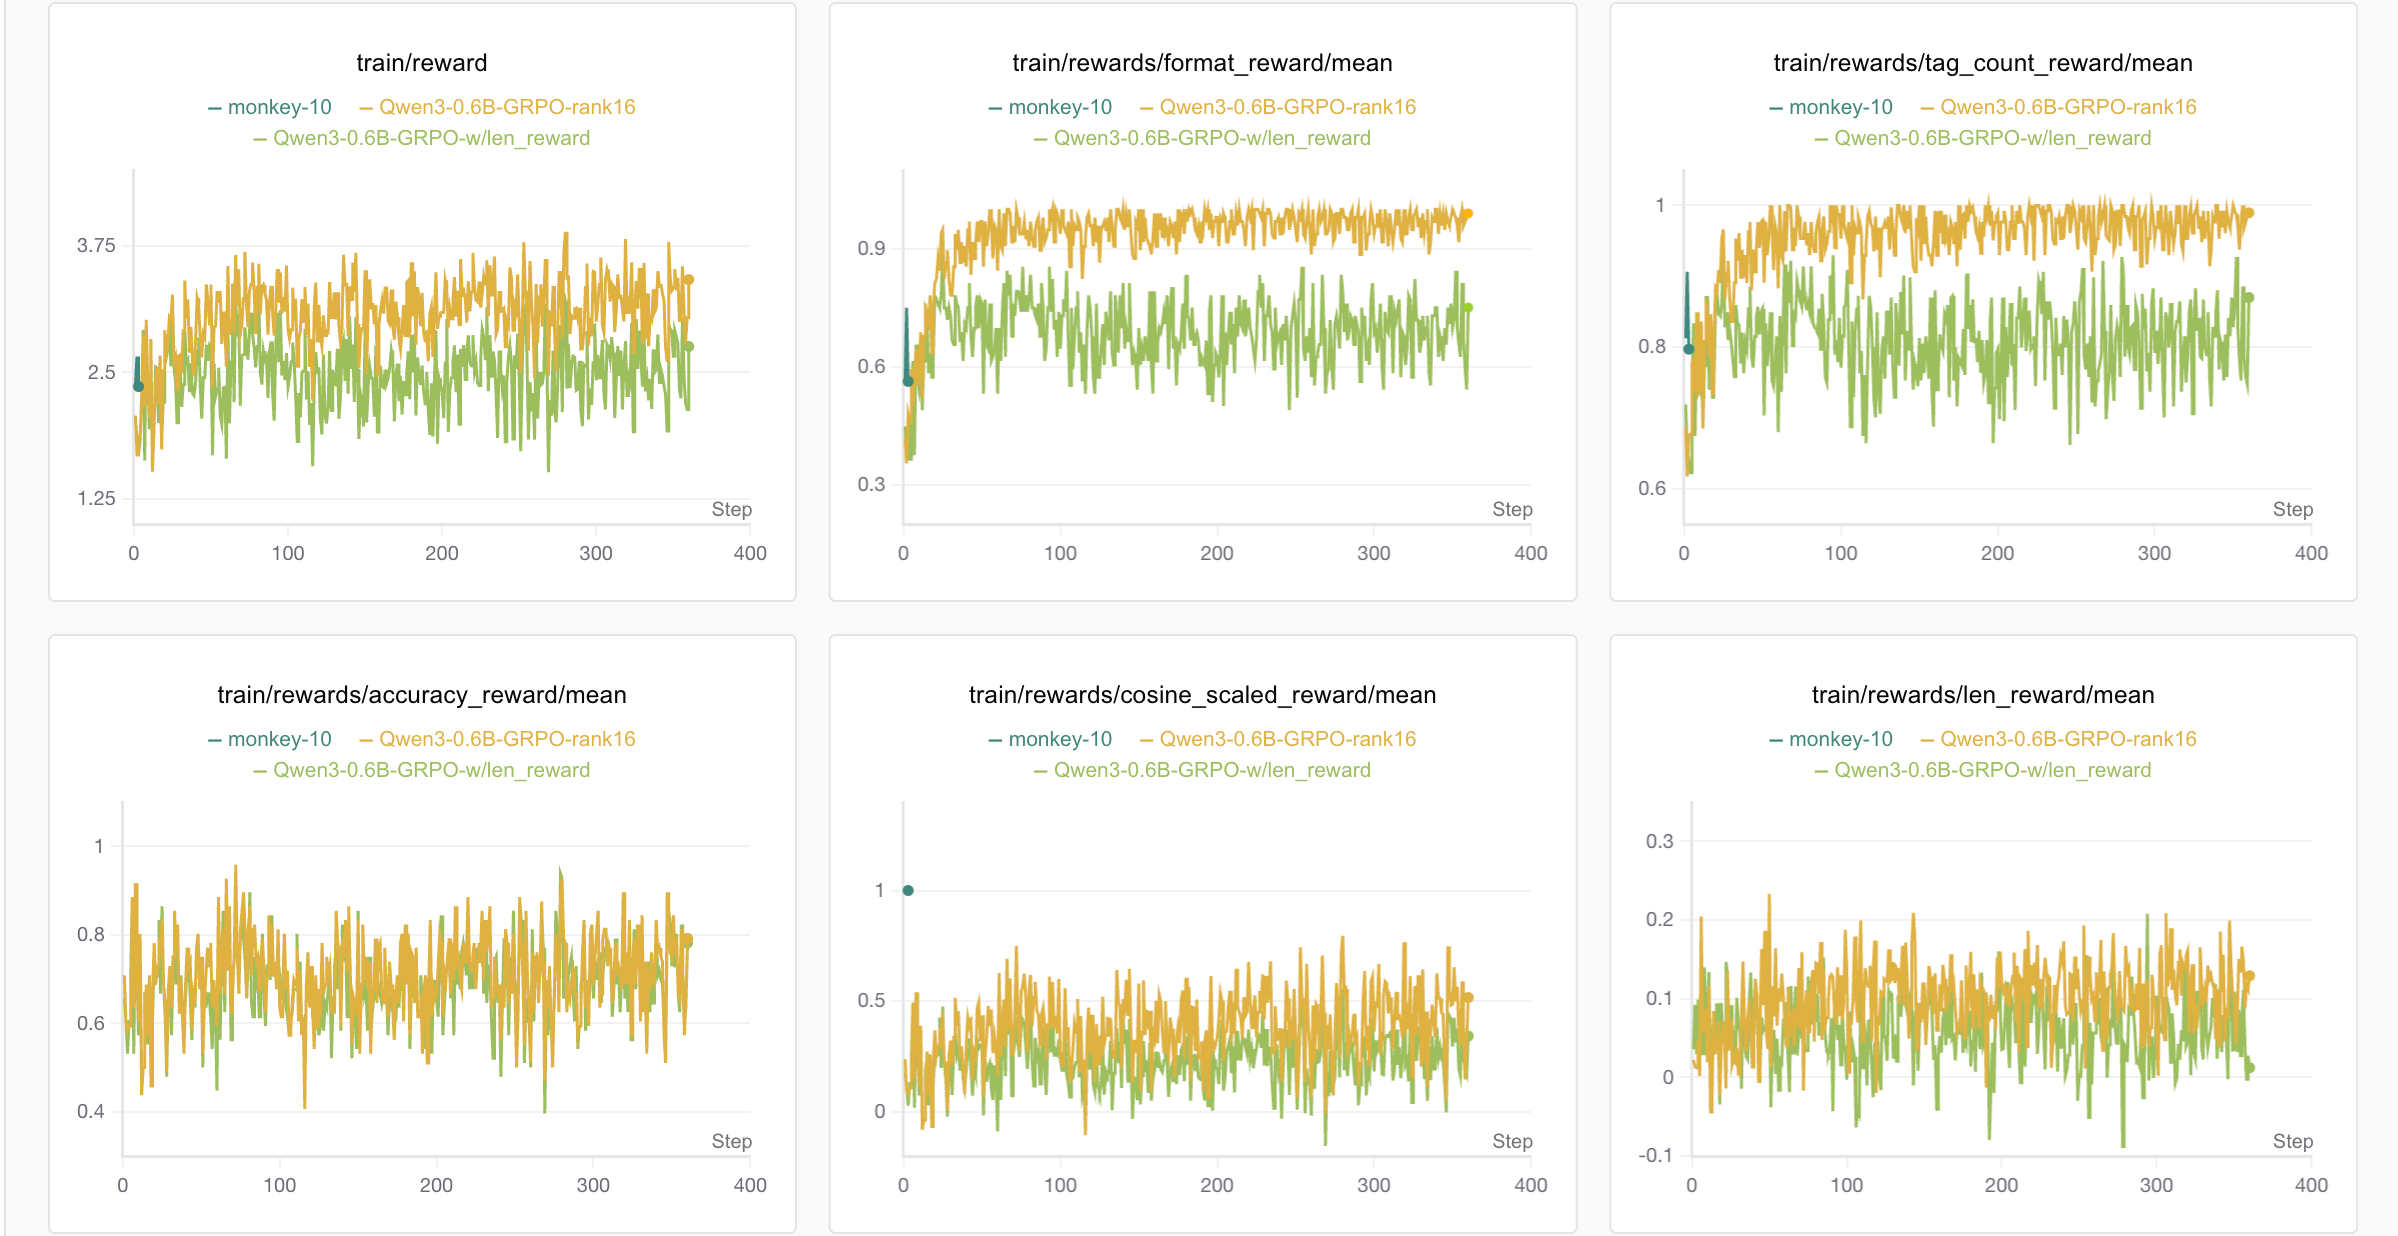 train/reward
monkey-10 Qwen3-0.6B-GRPO-rank16
Qwen3-0.6B-GRPO-w/len_reward
3.75
2.5
1.25
Step
0 100 200 300 400
train/rewards/format_reward/mean
monkey-10 Qwen3-0.6B-GRPO-rank16
Qwen3-0.6B-GRPO-w/len_reward
0.9
0.6
0.3
Step
0 100 200 300 400
train/rewards/tag_count_reward/mean
monkey-10 Qwen3-0.6B-GRPO-rank16
Qwen3-0.6B-GRPO-w/len_reward
1
0.8
0.6
Step
0 100 200 300 400
train/rewards/accuracy_reward/mean
monkey-10 Qwen3-0.6B-GRPO-rank16
Qwen3-0.6B-GRPO-w/len_reward
1
0.8
0.6
0.4
Step
0 100 200 300 400
train/rewards/cosine_scaled_reward/mean
monkey-10 Qwen3-0.6B-GRPO-rank16
Qwen3-0.6B-GRPO-w/len_reward
1
0.5
0
Step
0 100 200 300 400
train/rewards/len_reward/mean
monkey-10 Qwen3-0.6B-GRPO-rank16
Qwen3-0.6B-GRPO-w/len_reward
0.3
0.2
0.1
0
-0.1
Step
0 100 200 300 400